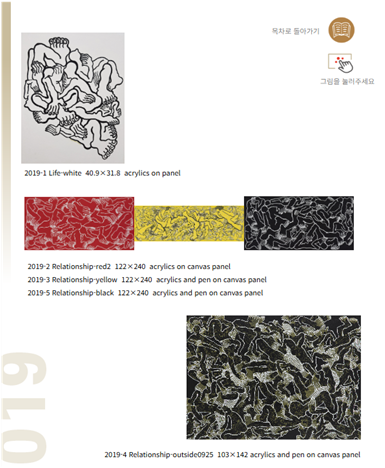 목차로 돌아가기
그림을 눌러주세요
2019-1 Life-white 40.9×31.8 acrylics on panel
2019-2 Relationship-red2 122×240 acrylics on canvas panel
2019-3 Relationship-yellow 122×240 acrylics and pen on canvas panel
2019-5 Relationship-black 122×240 acrylics and pen on canvas panel
019
2019-4 Relationship-outside0925 103×142 acrylics and pen on canvas panel